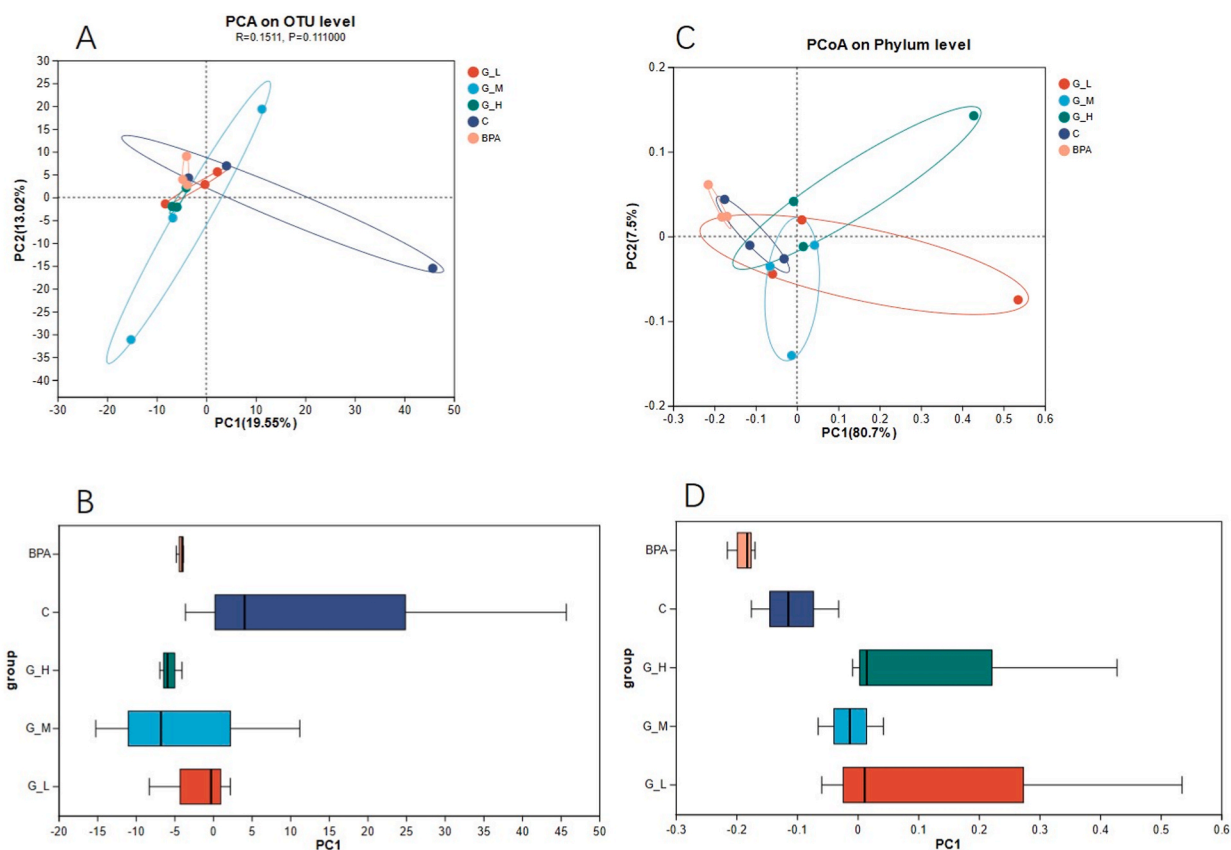 A
PCA on OTU level
R=0.1511, P=0.111000
30
25
20
15
10
5
0
-5
-10
-15
-20
-25
-30
-35
-40
PC2(13.02%)
-30 -20 -10 0 10 20 30 40 50
PC1(19.55%)
G_L
G_M
G_H
C
BPA
C
PCoA on Phylum level
0.2
0.1
0
-0.1
-0.2
PC2(7.5%)
-0.3 -0.2 -0.1 0 0.1 0.2 0.3 0.4 0.5 0.6
PC1(80.7%)
G_L
G_M
G_H
C
BPA
B
BPA
C
G_H
G_M
G_L
group
-20 -15 -10 -5 0 5 10 15 20 25 30 35 40 45 50
PC1
D
BPA
C
G_H
G_M
G_L
group
-0.3 -0.2 -0.1 0 0.1 0.2 0.3 0.4 0.5 0.6
PC1